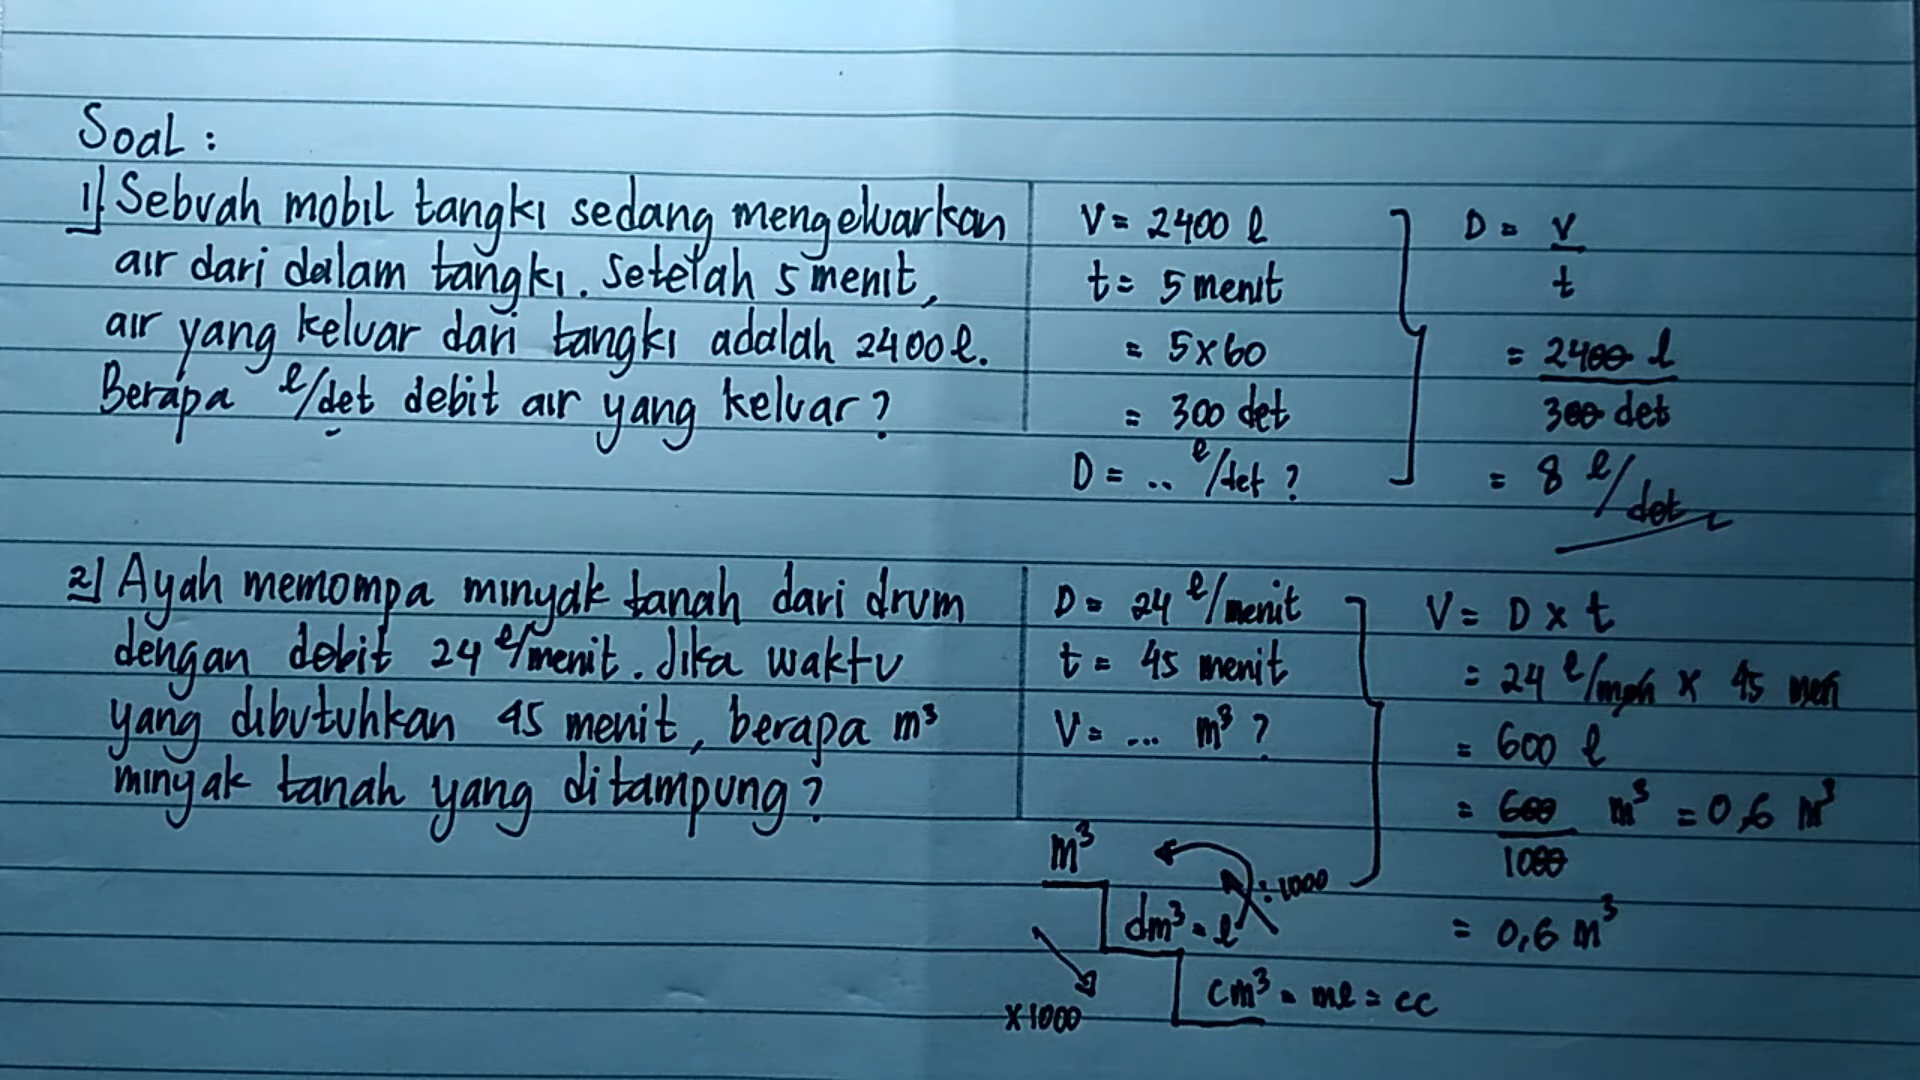 Soal :
1] Sebuah mobil tangki sedang mengeluarkan
air dari dalam tangki. Setelah 5 menit,
air yang keluar dari tangki adalah 2400 l.
Berapa l/det debit air yang keluar ?
V = 2400 l
t = 5 menit
= 5 x 60
= 300 det
D = .. l/det ?
D = V
t
= 2400 l
300 det
= 8 l/det
2] Ayah memompa minyak tanah dari drum
dengan debit 24 l/menit. Jika waktu
yang dibutuhkan 45 menit, berapa m³
minyak tanah yang ditampung ?
D = 24 l/menit
t = 45 menit
V = ... m³ ?
V = D x t
= 24 l/men x 45 men
= 600 l
= 600 m³ = 0,6 m³
1000
= 0,6 m³
m³
: 1000
dm³ = l
cm³ = ml = cc
x 1000